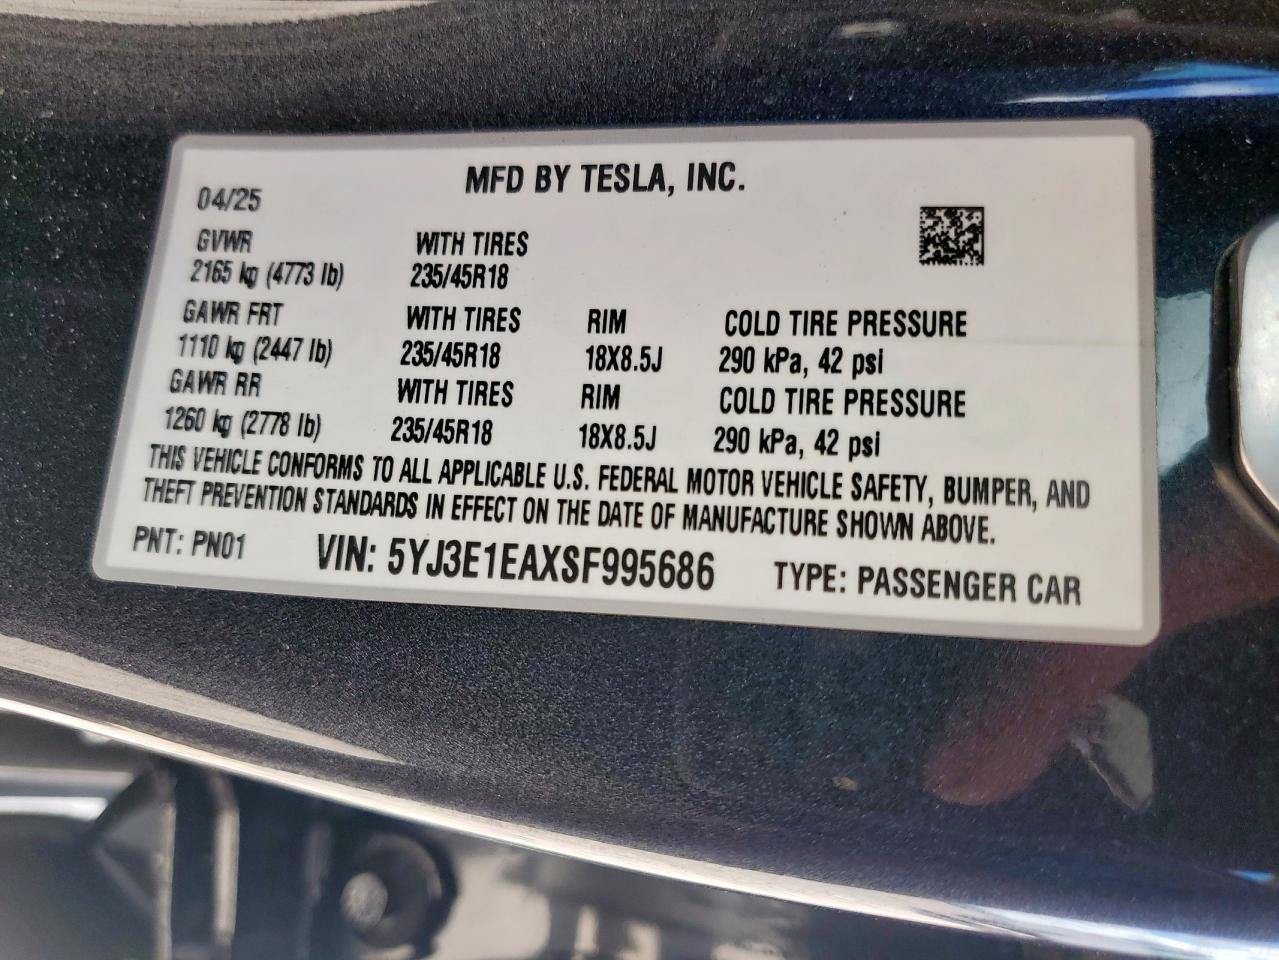 MFD BY TESLA, INC.
04/25
GVWR WITH TIRES
2165 kg (4773 lb) 235/45R18
GAWR FRT WITH TIRES RIM COLD TIRE PRESSURE
1110 kg (2447 lb) 235/45R18 18X8.5J 290 kPa, 42 psi
GAWR RR WITH TIRES RIM COLD TIRE PRESSURE
1260 kg (2778 lb) 235/45R18 18X8.5J 290 kPa, 42 psi
THIS VEHICLE CONFORMS TO ALL APPLICABLE U.S. FEDERAL MOTOR VEHICLE SAFETY, BUMPER, AND
THEFT PREVENTION STANDARDS IN EFFECT ON THE DATE OF MANUFACTURE SHOWN ABOVE.
PNT: PN01 VIN: 5YJ3E1EAXSF995686 TYPE: PASSENGER CAR